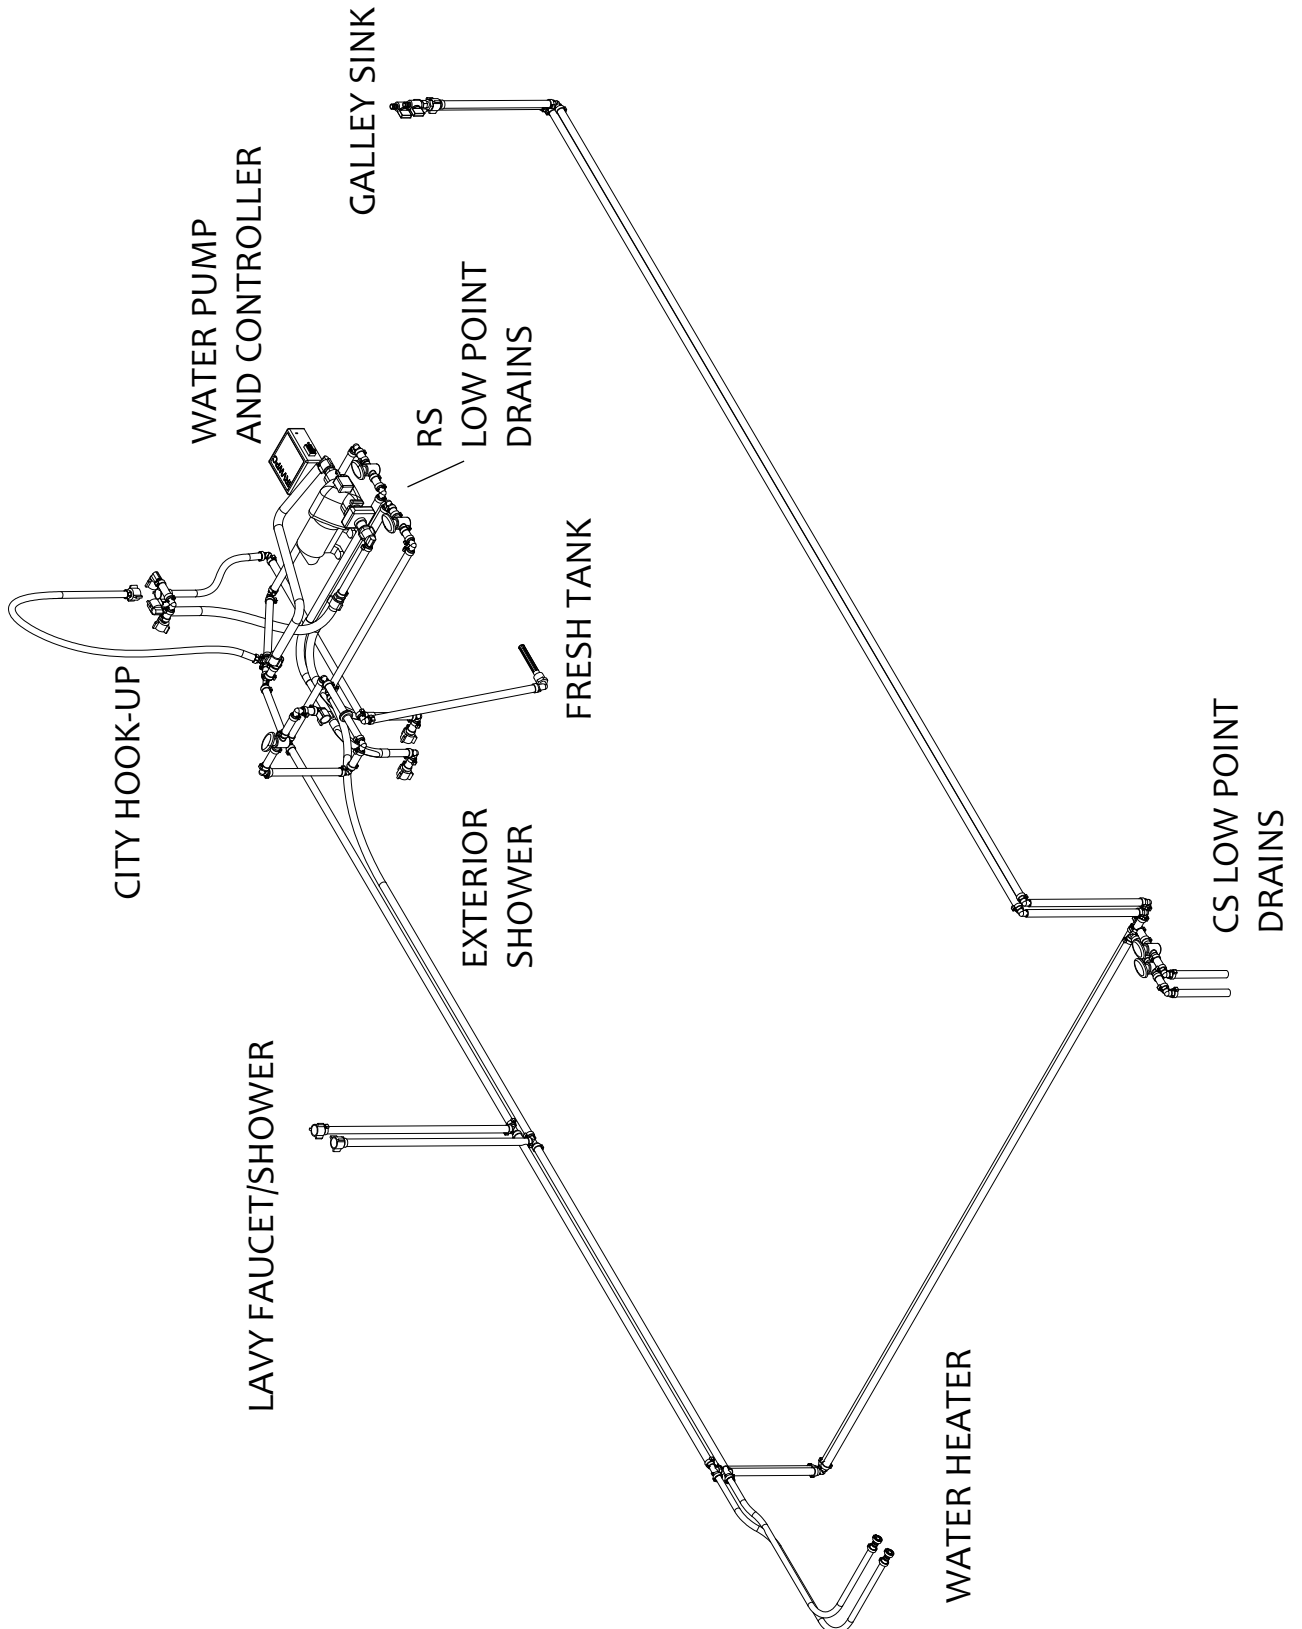 GALLEY SINK
WATER PUMP
AND CONTROLLER
RS
LOW POINT
DRAINS
FRESH TANK
CITY HOOK-UP
EXTERIOR
SHOWER
CS LOW POINT
DRAINS
LAVY FAUCET/SHOWER
WATER HEATER